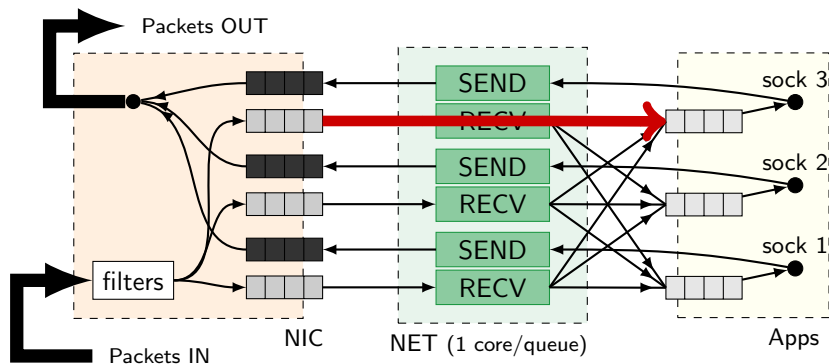 Packets OUT
SEND
sock 3
RECV
SEND
sock 2
RECV
SEND
sock 1
filters
RECV
NIC
NET (1 core/queue)
Apps
Packets IN